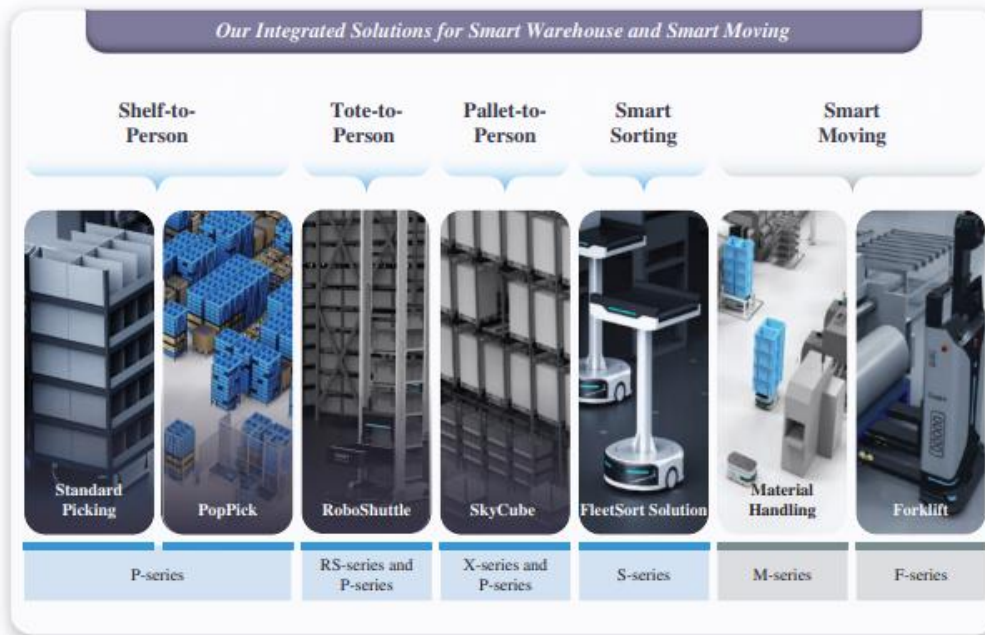 Our Integrated Solutions for Smart Warehouse and Smart Moving
Shelf-to-
Person
Tote-to-
Person
Pallet-to-
Person
Smart
Sorting
Smart
Moving
Standard
Picking
PopPick
RoboShuttle
SkyCube
FleetSort Solution
Material
Handling
Forklift
P-series
RS-series and
P-series
X-series and
P-series
S-series
M-series
F-series